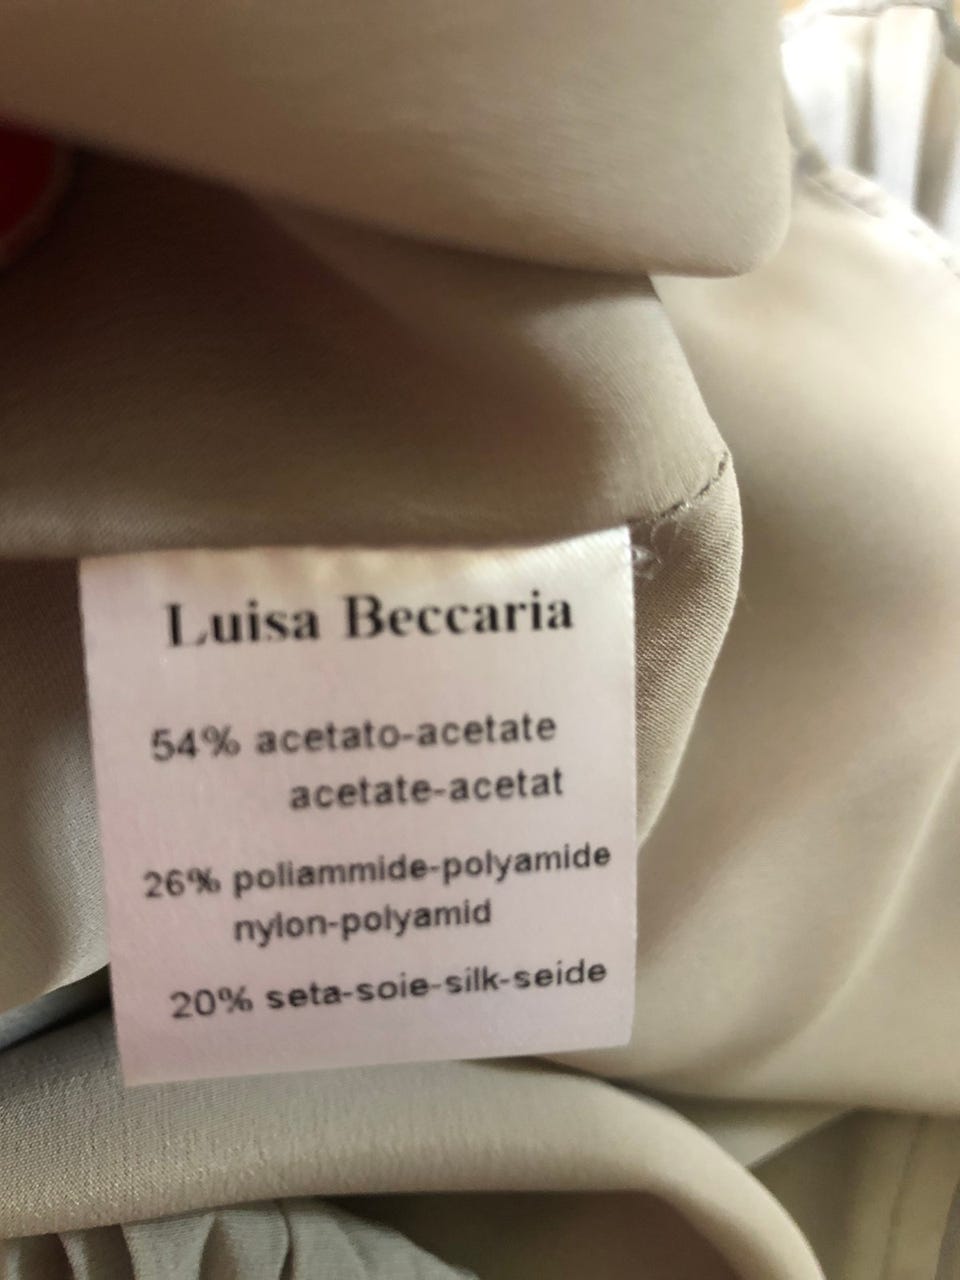 Luisa Beccaria
54% acetato-acetate
acetate-acetat
26% poliammide-polyamide
nylon-polyamid
20% seta-soie-silk-seide